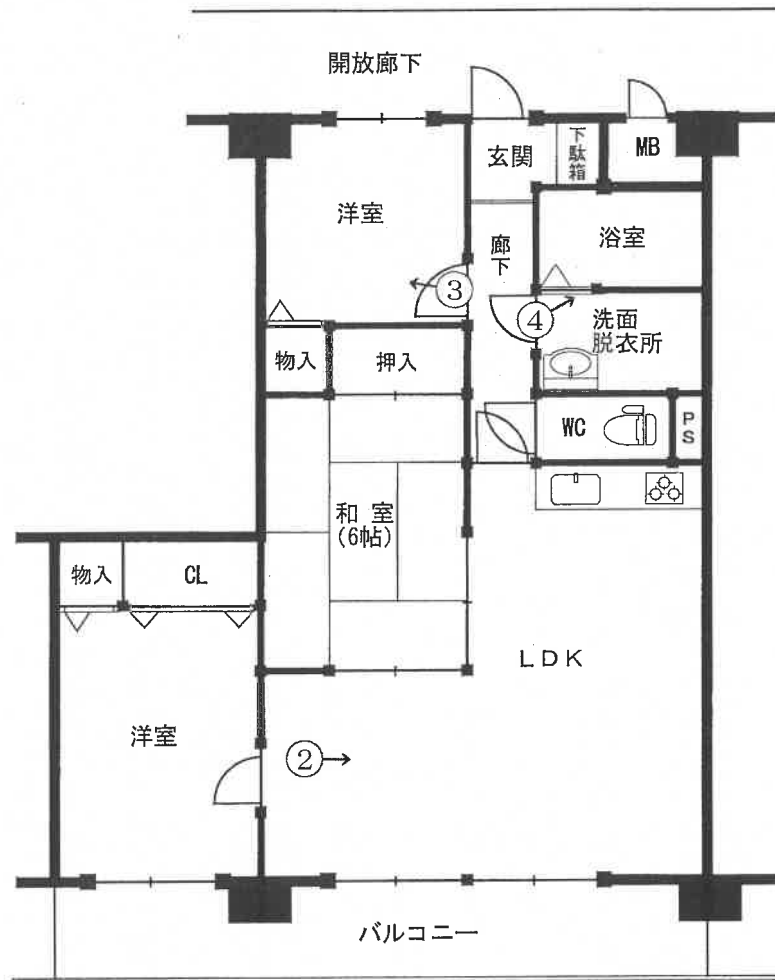 開放廊下
玄関
下駄箱
MB
洋室
廊下
浴室
③
④
洗面
脱衣所
物入
押入
WC
PS
和室
(6帖)
物入
CL
LDK
洋室
②
バルコニー